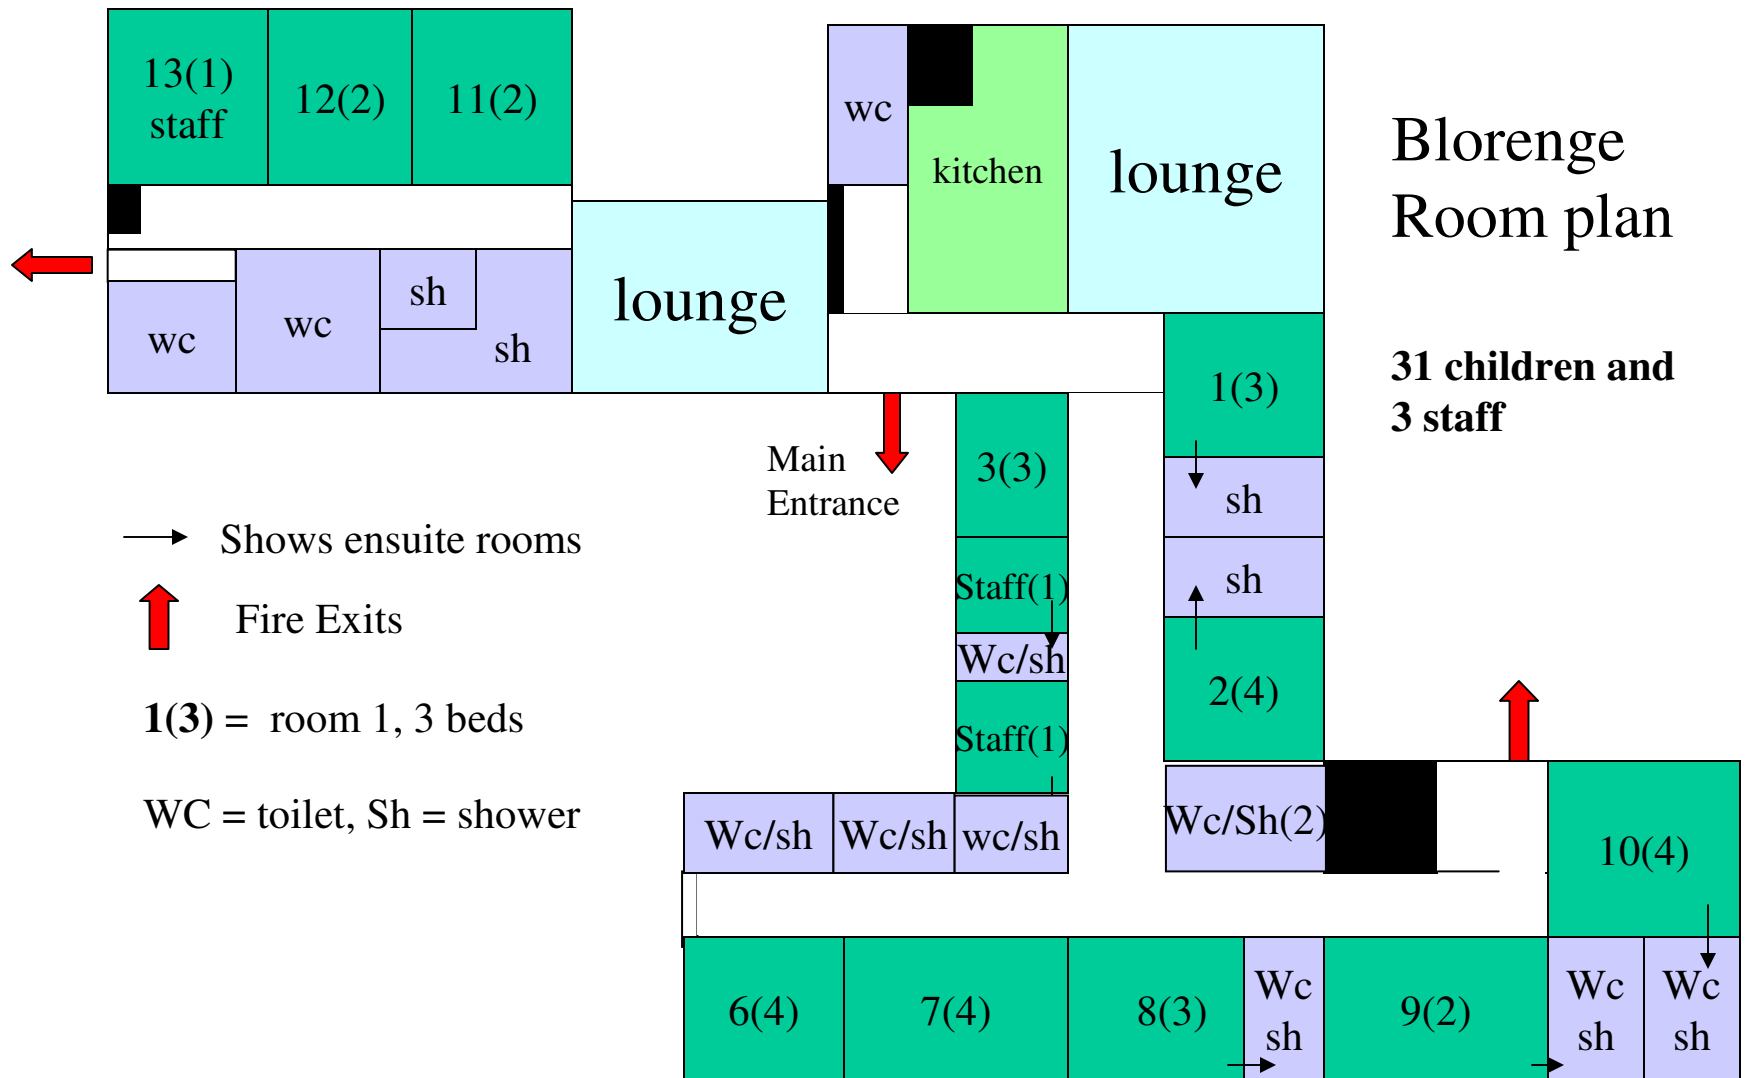 13(1)
staff
12(2)
11(2)
wc
kitchen
lounge
Blorenge
Room plan
lounge
sh
wc
wc
sh
1(3)
31 children and
3 staff
Main
Entrance
3(3)
sh
Shows ensuite rooms
Staff(1)
sh
Fire Exits
Wc/sh
2(4)
1(3) = room 1, 3 beds
Staff(1)
WC = toilet, Sh = shower
Wc/sh
Wc/sh
wc/sh
Wc/Sh(2)
10(4)
6(4)
7(4)
8(3)
Wc
sh
9(2)
Wc
sh
Wc
sh